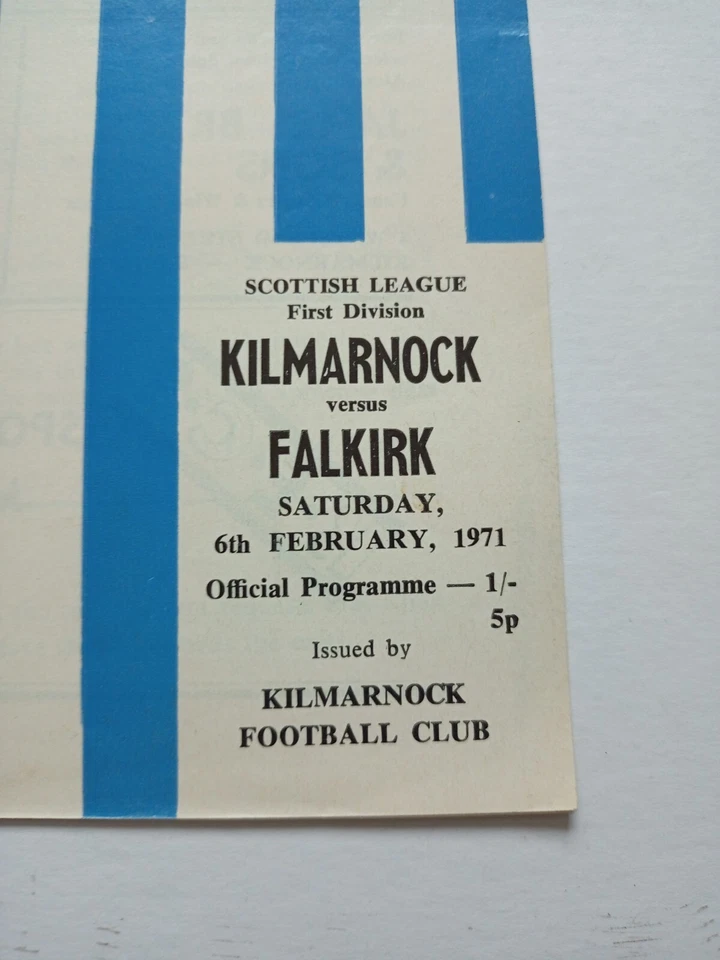 SCOTTISH LEAGUE
First Division
KILMARNOCK
versus
FALKIRK
SATURDAY,
6th FEBRUARY, 1971
Official Programme — 1/-
5p
Issued by
KILMARNOCK
FOOTBALL CLUB